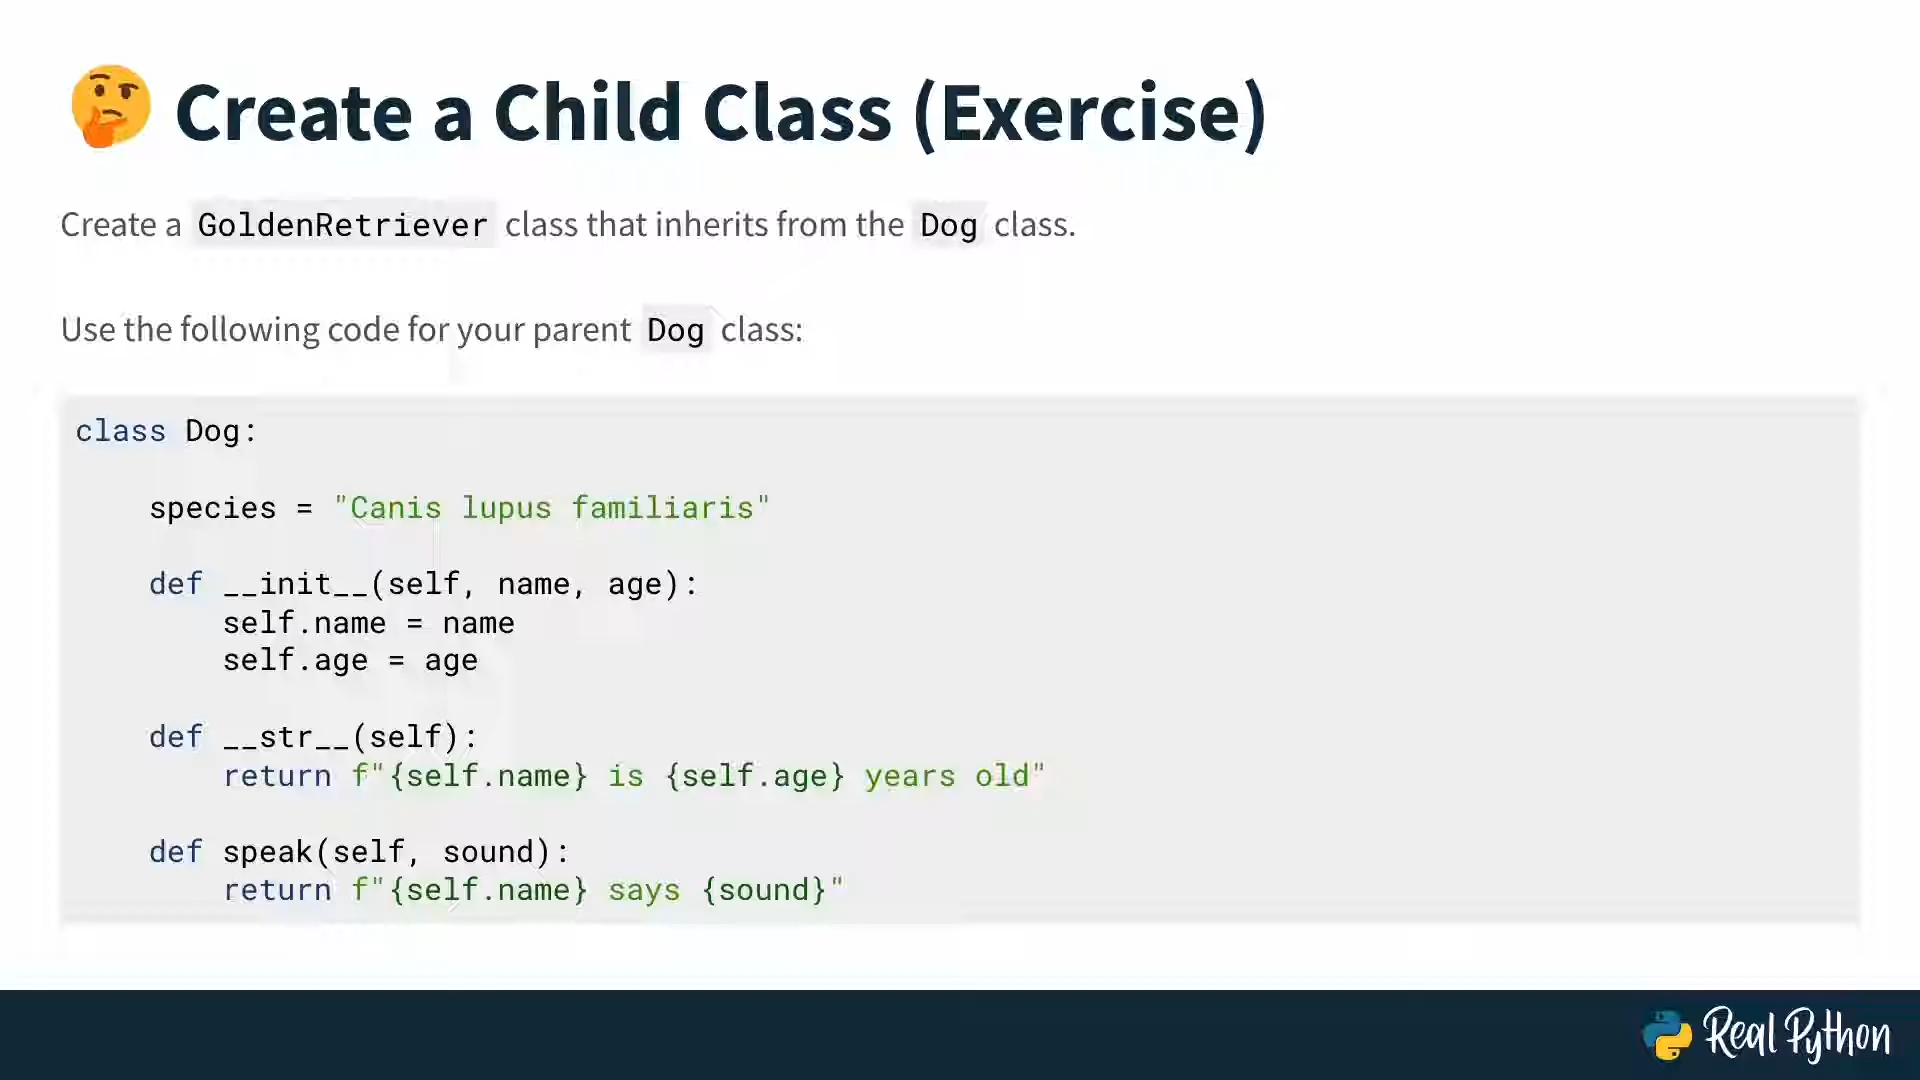 Create a Child Class (Exercise)
Create a GoldenRetriever class that inherits from the Dog class.
Use the following code for your parent Dog class:
class Dog:
    species = "Canis lupus familiaris"
    def __init__(self, name, age):
        self.name = name
        self.age = age
    def __str__(self):
        return f"{self.name} is {self.age} years old"
    def speak(self, sound):
        return f"{self.name} says {sound}"
Real Python